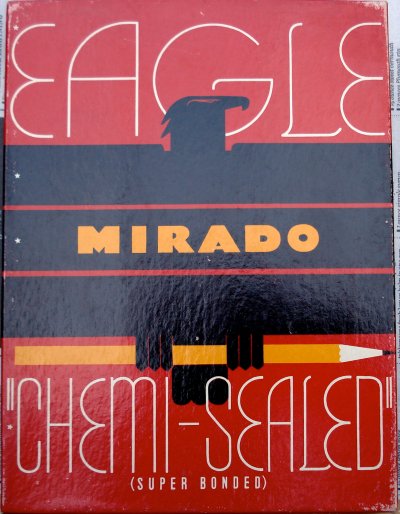 EAGLE
MIRADO
"CHEMI-SEALED"
(SUPER BONDED)